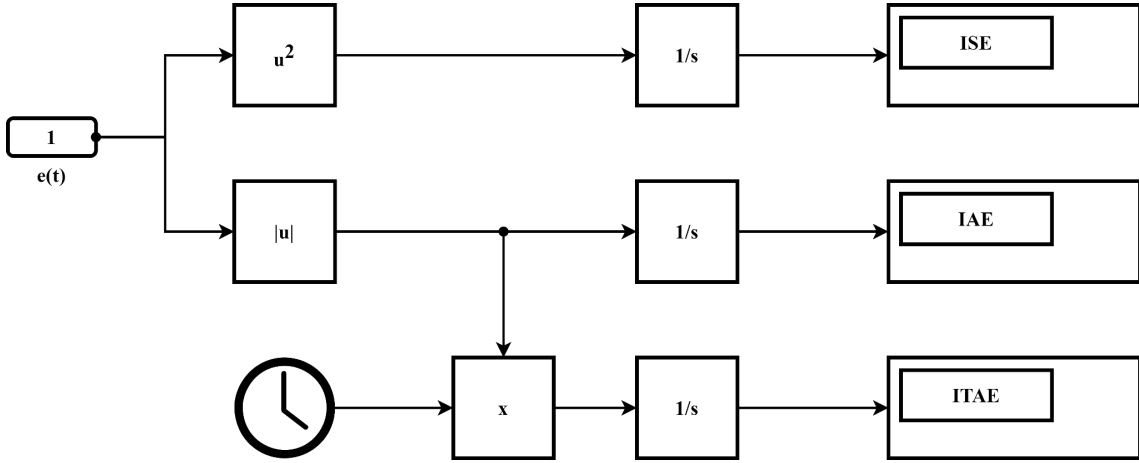 u²
1/s
ISE
1
e(t)
|u|
1/s
IAE
x
1/s
ITAE